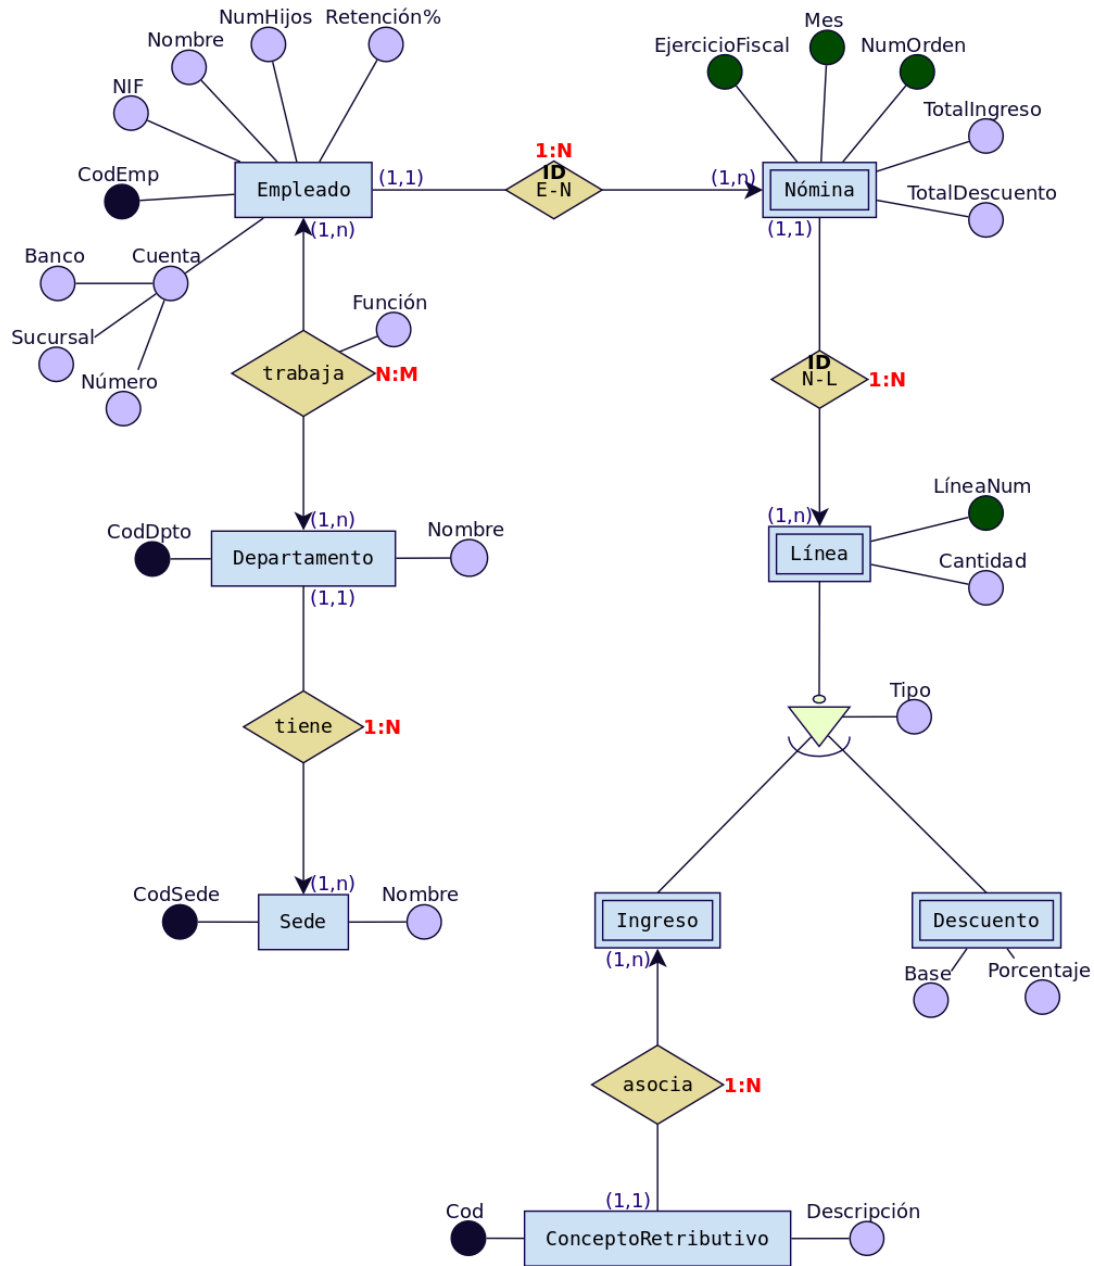 NumHijos
Retención%
Mes
Nombre
EjercicioFiscal
NumOrden
NIF
TotalIngreso
1:N
ID
CodEmp
Empleado
(1,1)
E-N
(1,n)
Nómina
TotalDescuento
(1,n)
(1,1)
Banco
Cuenta
Función
Sucursal
Número
trabaja
N:M
ID
N-L
1:N
LíneaNum
(1,n)
(1,n)
CodDpto
Nombre
Departamento
Línea
Cantidad
(1,1)
Tipo
tiene
1:N
(1,n)
CodSede
Nombre
Sede
Ingreso
Descuento
(1,n)
Base
Porcentaje
asocia
1:N
(1,1)
Cod
Descripción
ConceptoRetributivo